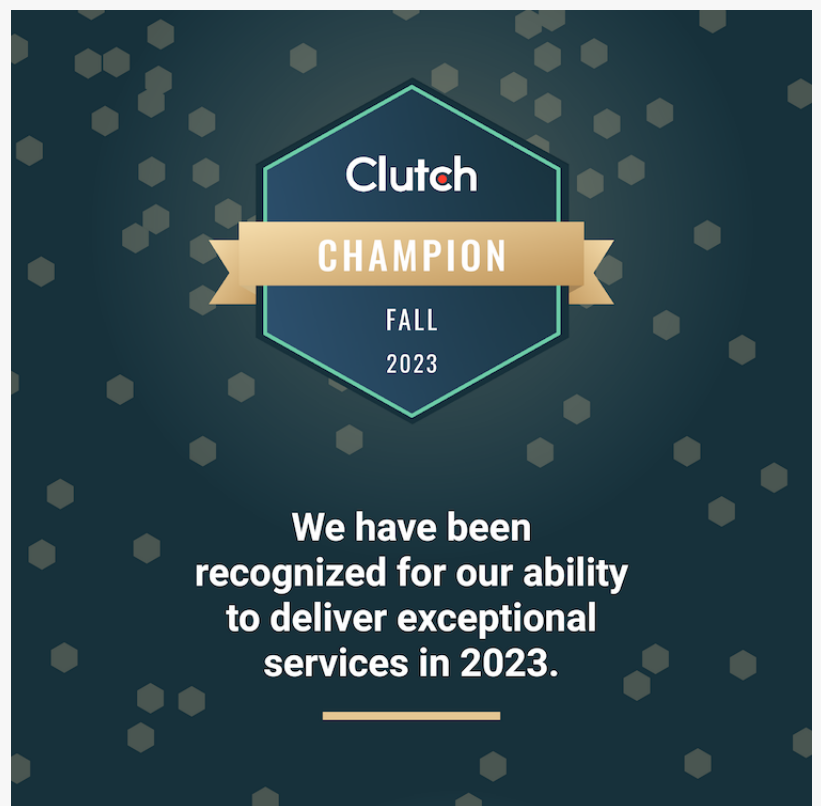 Clutch
CHAMPION
FALL
2023
We have been
recognized for our ability
to deliver exceptional
services in 2023.